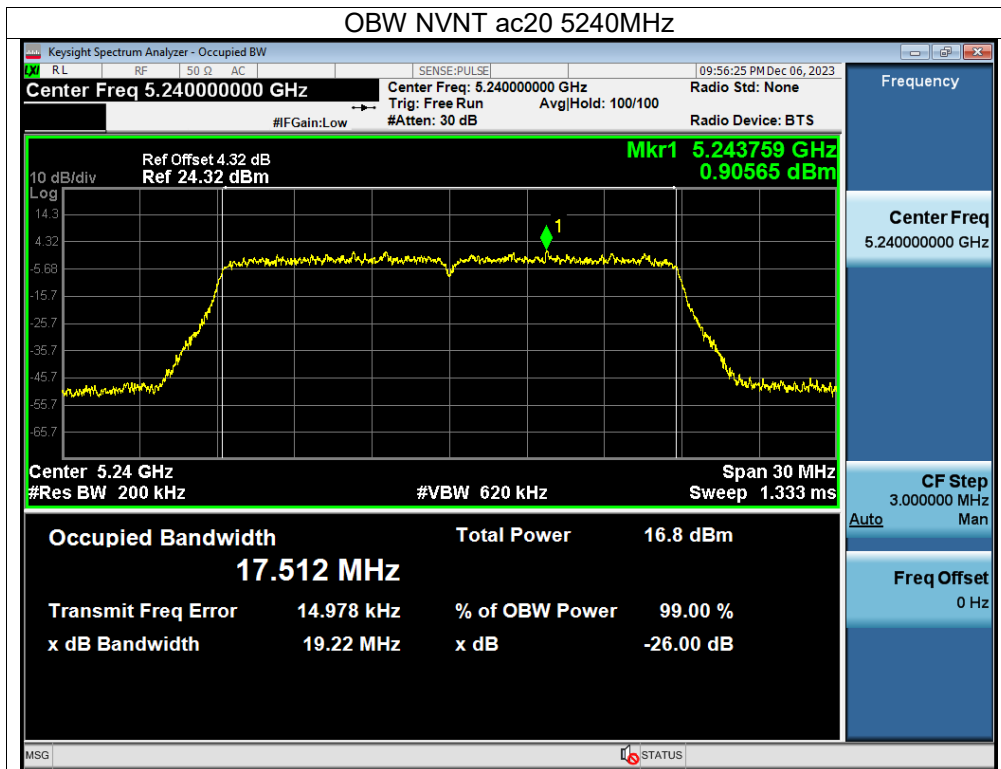 OBW NVNT ac20 5240MHz
Keysight Spectrum Analyzer - Occupied BW
LXI RL RF 50 Ω AC SENSE:PULSE 09:56:25 PM Dec 06, 2023
Center Freq 5.240000000 GHz Center Freq: 5.240000000 GHz Radio Std: None
Trig: Free Run Avg|Hold: 100/100
#IFGain:Low #Atten: 30 dB Radio Device: BTS
Mkr1 5.243759 GHz
Ref Offset 4.32 dB
10 dB/div Ref 24.32 dBm 0.90565 dBm
Log
14.3
1
4.32
-5.68
-15.7
-25.7
-35.7
-45.7
-55.7
-65.7
Center 5.24 GHz Span 30 MHz
#Res BW 200 kHz #VBW 620 kHz Sweep 1.333 ms
Occupied Bandwidth Total Power 16.8 dBm
17.512 MHz
Transmit Freq Error 14.978 kHz % of OBW Power 99.00 %
x dB Bandwidth 19.22 MHz x dB -26.00 dB
Frequency
Center Freq
5.240000000 GHz
CF Step
3.000000 MHz
Auto Man
Freq Offset
0 Hz
MSG STATUS